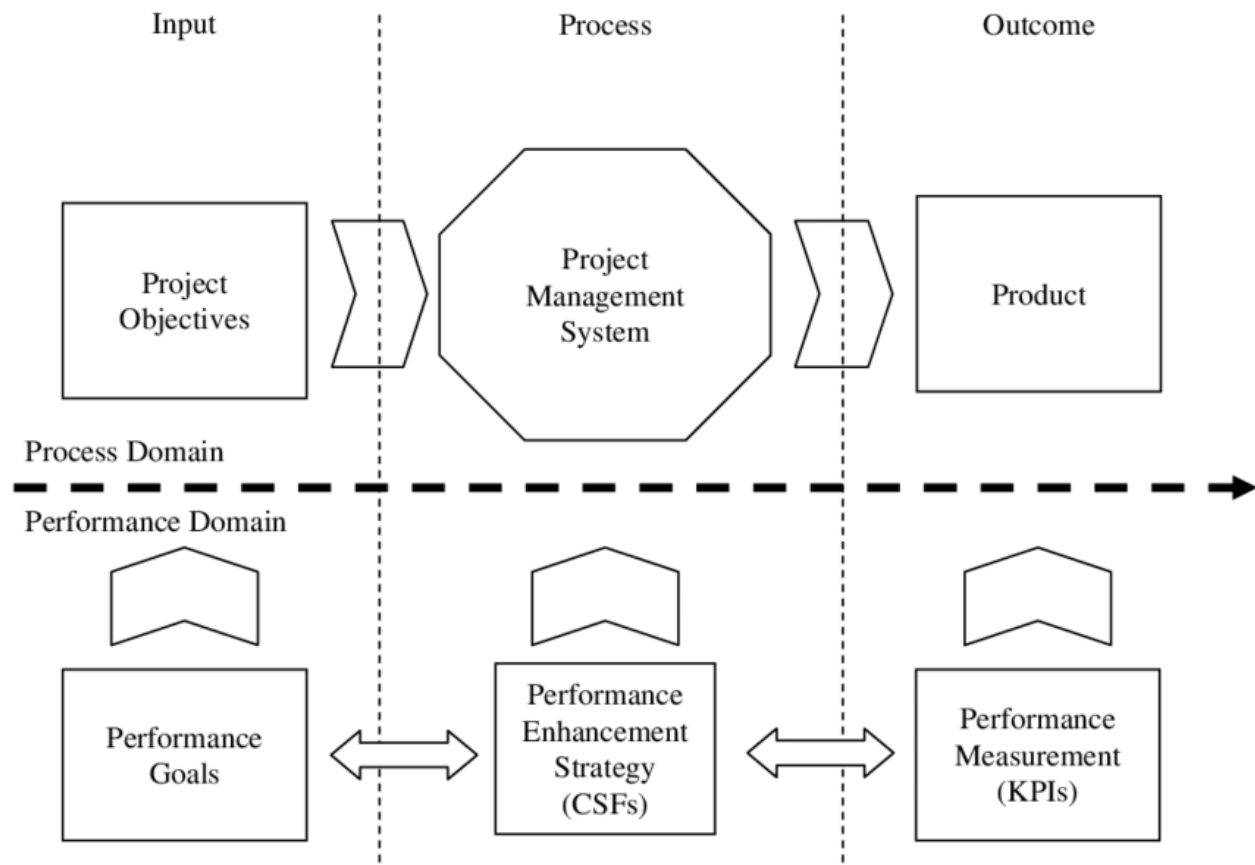 Input
Process
Outcome
Project
Objectives
Project
Management
System
Product
Process Domain
Performance Domain
Performance
Goals
Performance
Enhancement
Strategy
(CSFs)
Performance
Measurement
(KPIs)